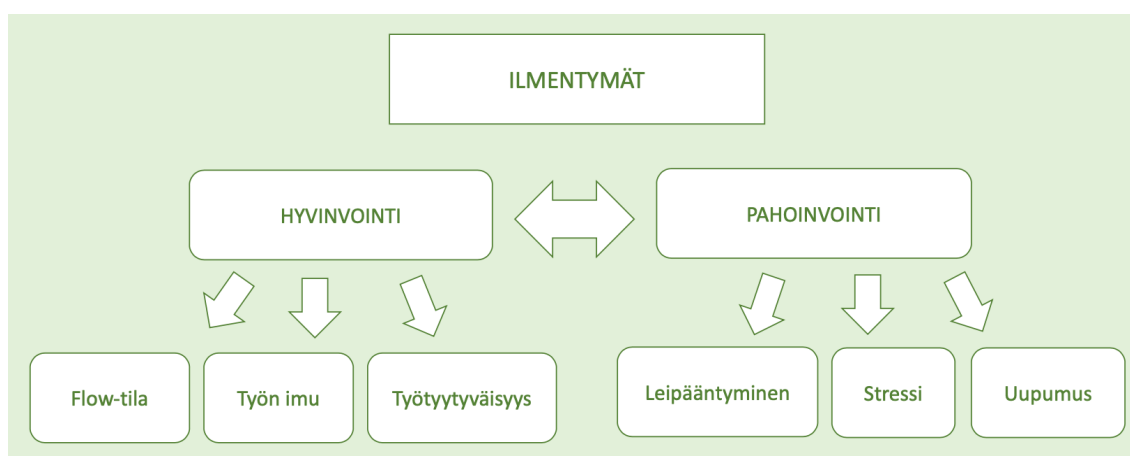 ILMENTYMÄT
HYVINVOINTI
PAHOINVOINTI
Flow-tila
Työn imu
Työtyytyväisyys
Leipääntyminen
Stressi
Uupumus